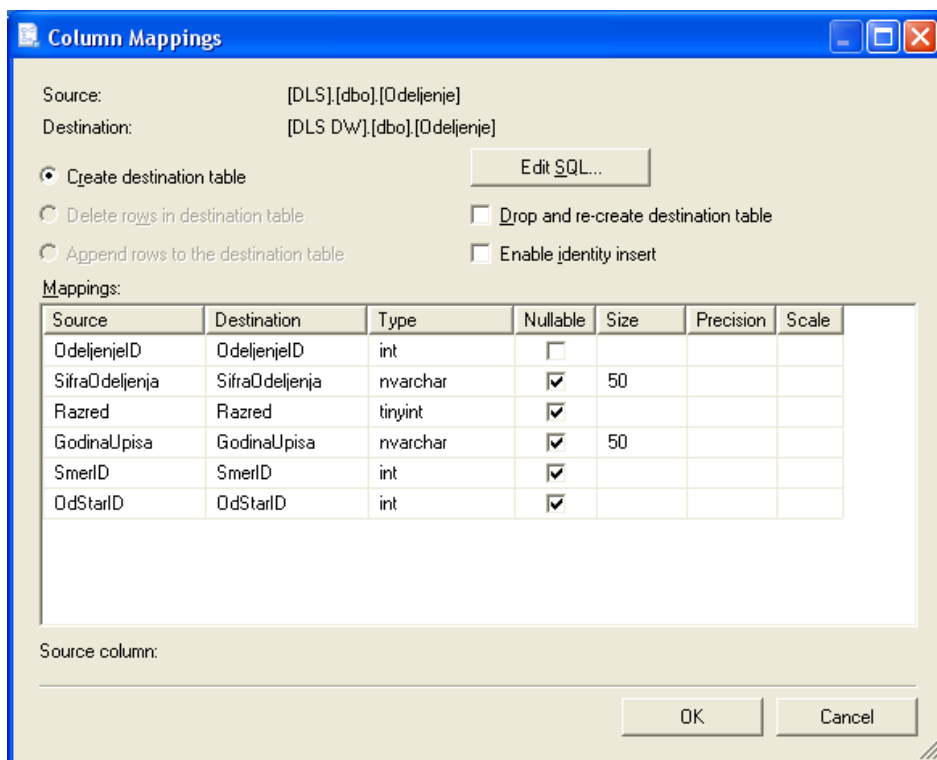 Column Mappings
Source: [DLS].[dbo].[Odeljenje]
Destination: [DLS DW].[dbo].[Odeljenje]
Create destination table Edit SQL...
Delete rows in destination table Drop and re-create destination table
Append rows to the destination table Enable identity insert
Mappings:
Source Destination Type Nullable Size Precision Scale
OdeljenjeID OdeljenjeID int
SifraOdeljenja SifraOdeljenja nvarchar 50
Razred Razred tinyint
GodinaUpisa GodinaUpisa nvarchar 50
SmerID SmerID int
OdStarID OdStarID int
Source column:
OK Cancel